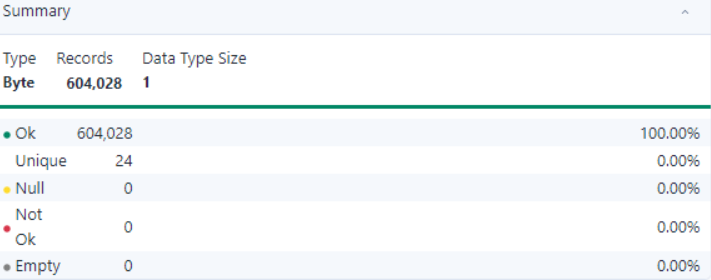 Summary
Type Records Data Type Size
Byte 604,028 1
Ok 604,028 100.00%
Unique 24 0.00%
Null 0 0.00%
Not
Ok 0 0.00%
Empty 0 0.00%